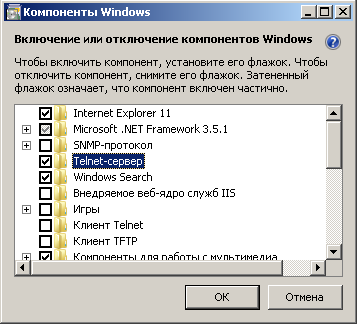 Компоненты Windows
Включение или отключение компонентов Windows
Чтобы включить компонент, установите его флажок. Чтобы
отключить компонент, снимите его флажок. Затененный
флажок означает, что компонент включен частично.
Internet Explorer 11
Microsoft .NET Framework 3.5.1
SNMP-протокол
Telnet-сервер
Windows Search
Внедряемое веб-ядро служб IIS
Игры
Клиент Telnet
Клиент TFTP
Компоненты для работы с мультимедиа
ОК
Отмена